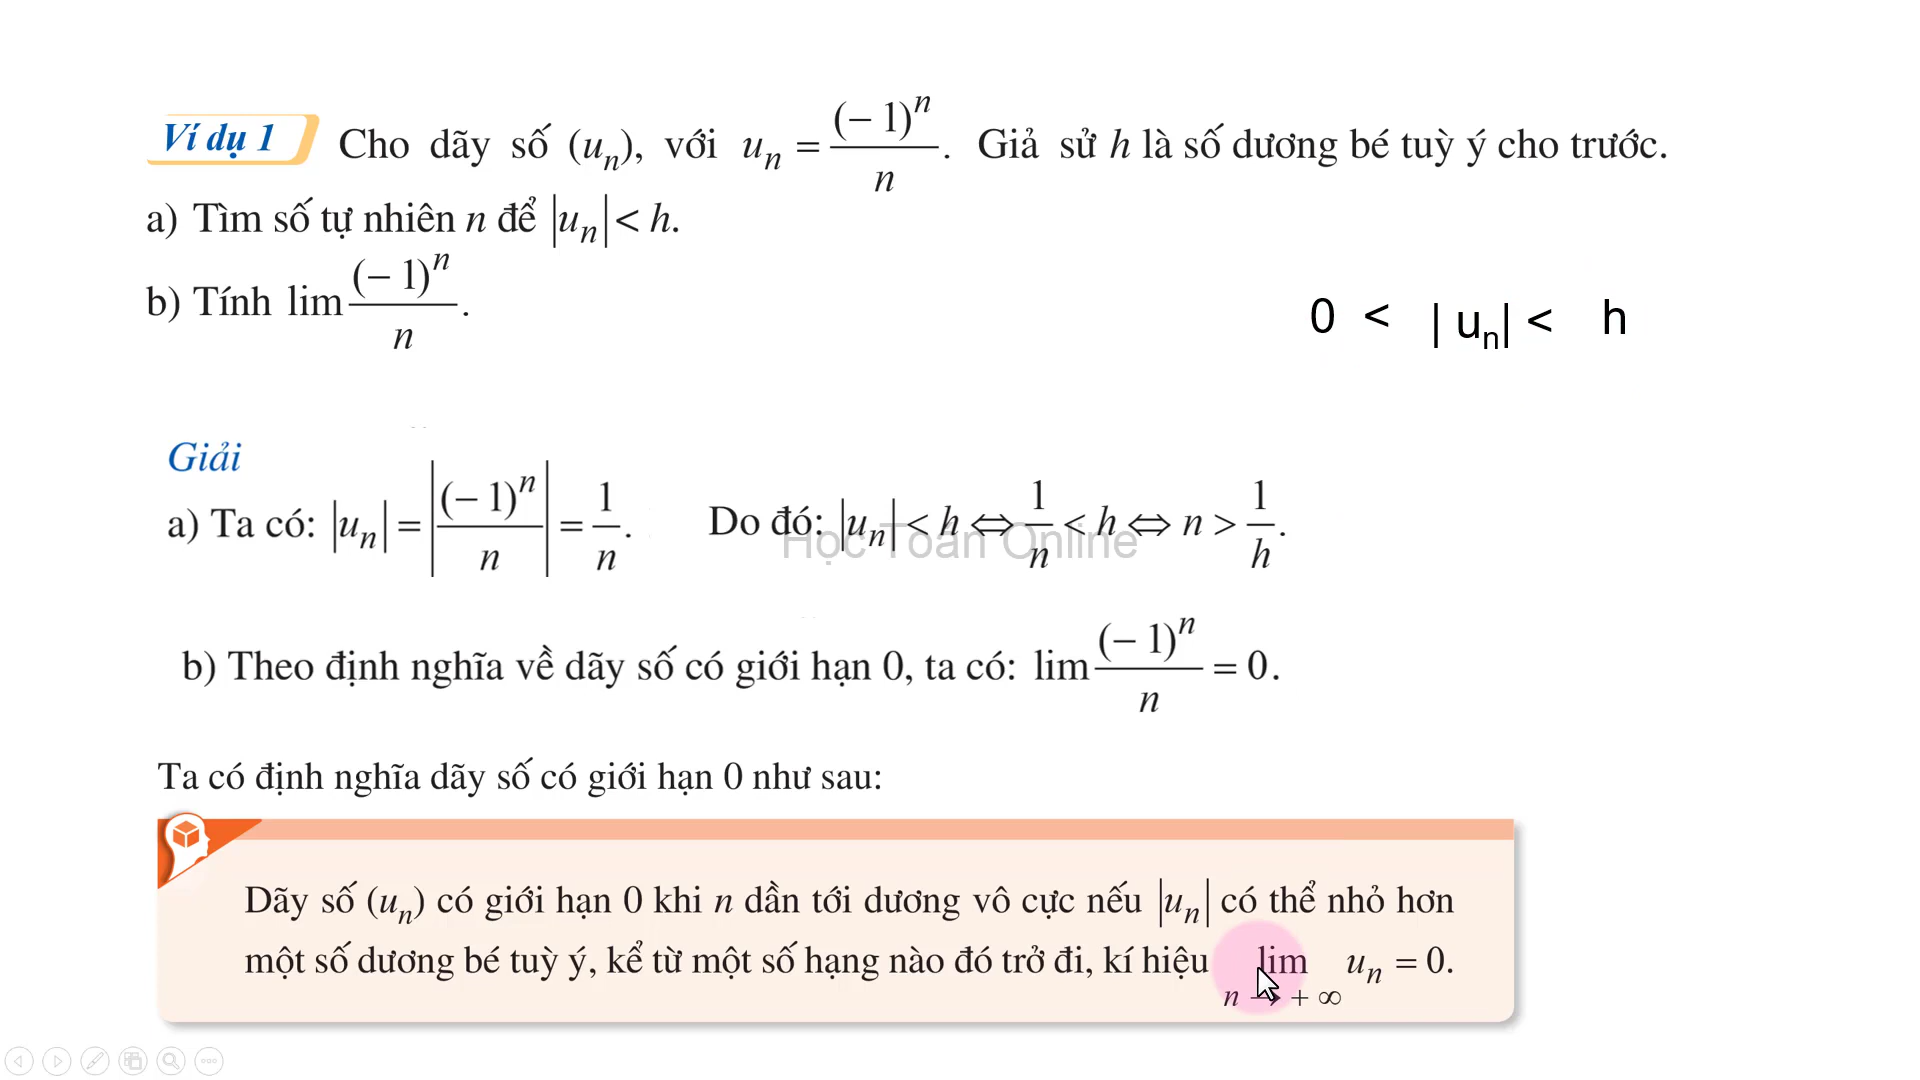 Ví dụ 1 Cho dãy số (uₙ), với uₙ = (– 1)ⁿ/n. Giả sử h là số dương bé tuỳ ý cho trước.
a) Tìm số tự nhiên n để |uₙ| < h.
b) Tính lim (– 1)ⁿ/n.
0 < | uₙ| < h
Giải
a) Ta có: |uₙ| = |(– 1)ⁿ/n| = 1/n. Do đó: |uₙ| < h ⇔ 1/n < h ⇔ n > 1/h.
Học Toán Online
b) Theo định nghĩa về dãy số có giới hạn 0, ta có: lim (– 1)ⁿ/n = 0.
Ta có định nghĩa dãy số có giới hạn 0 như sau:
Dãy số (uₙ) có giới hạn 0 khi n dần tới dương vô cực nếu |uₙ| có thể nhỏ hơn
một số dương bé tuỳ ý, kể từ một số hạng nào đó trở đi, kí hiệu lim n → + ∞ uₙ = 0.